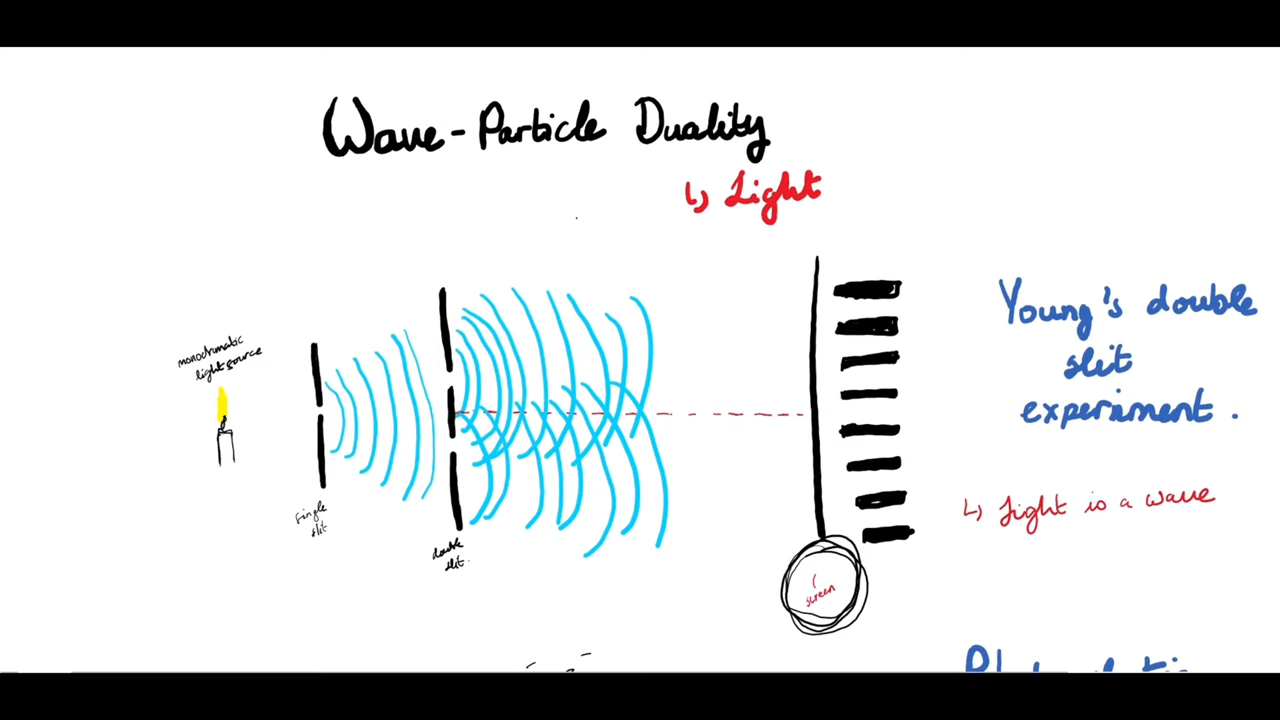 Wave-Particle Duality
↳ Light
monochromatic
light source
single
slit
double
slit.
screen
Young's double
slit
experiment.
↳ Light is a wave